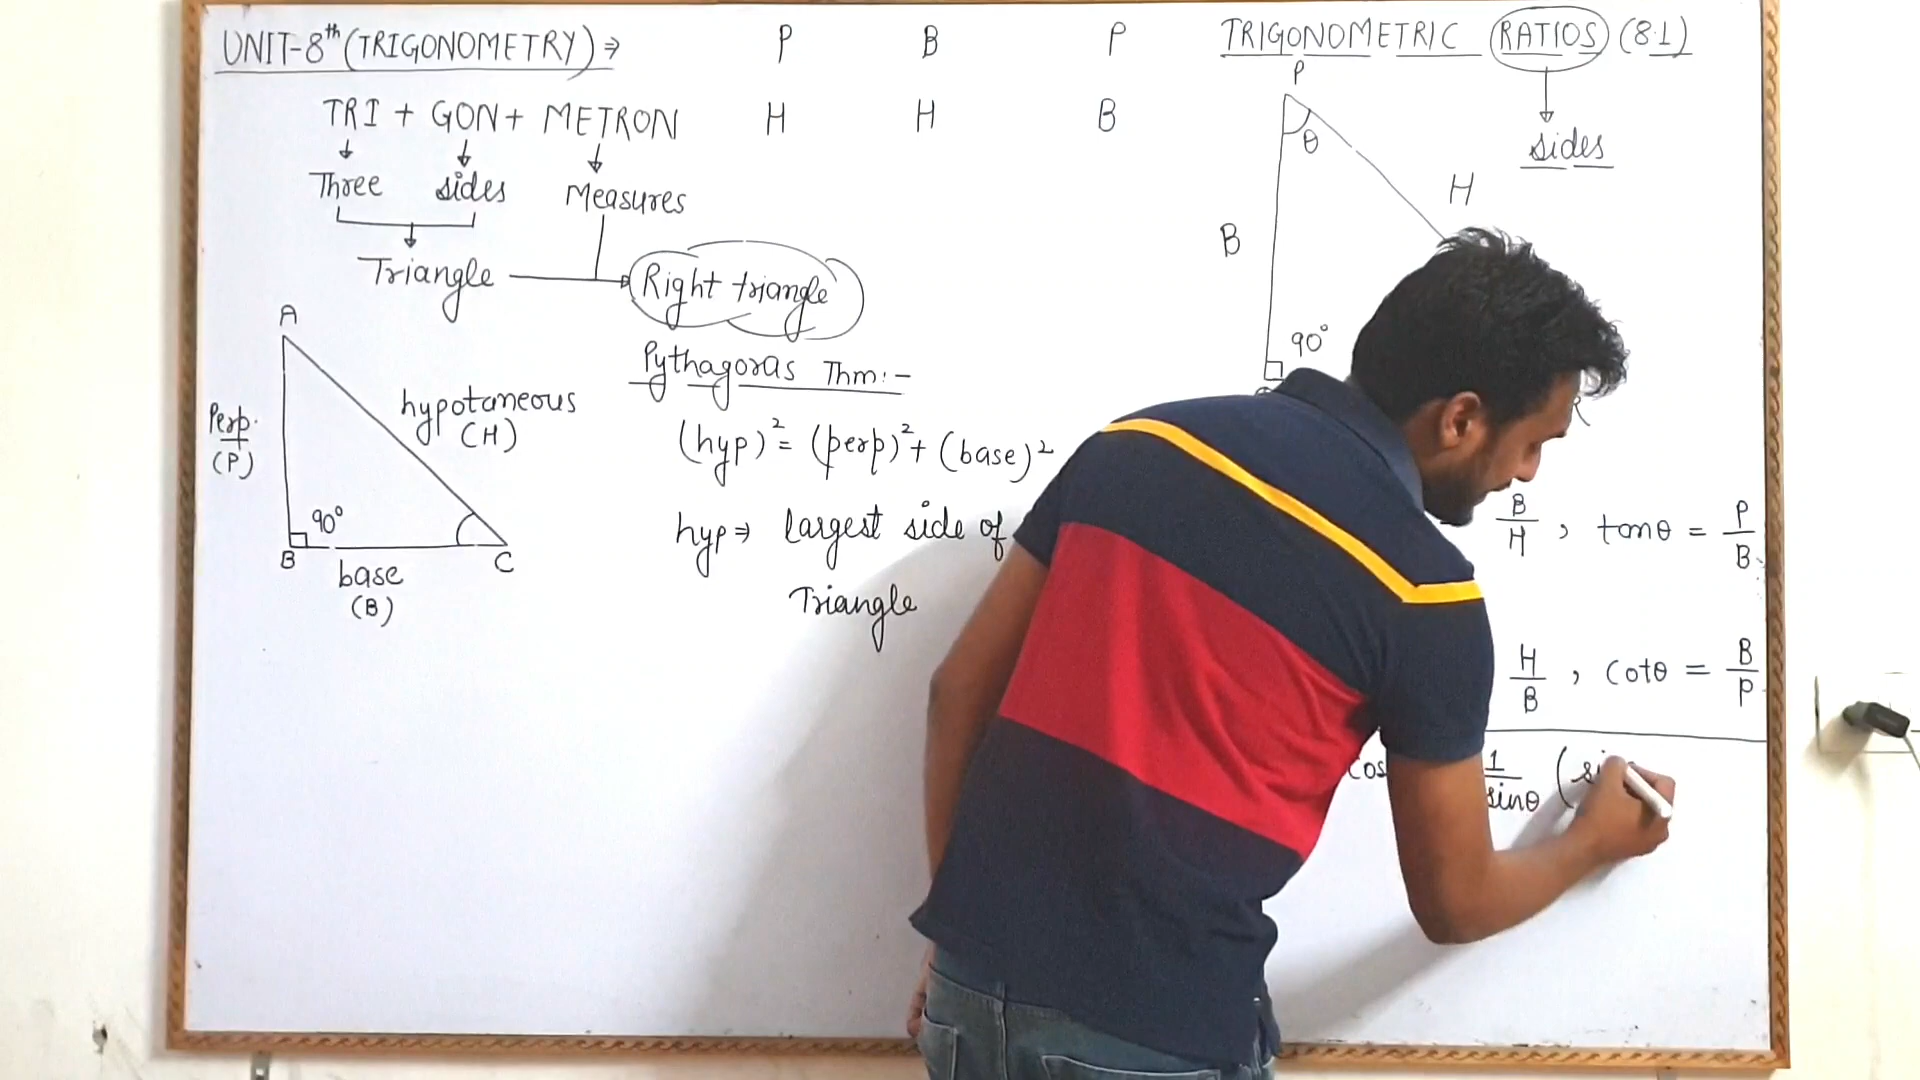 UNIT-8th (TRIGONOMETRY) ⇒
TRI + GON + METRON
Three sides Measures
Triangle → Right triangle
A
Perp.
(P)
hypotaneous
(H)
90°
B C
base
(B)
Pythagoras Thm:-
(hyp)² = (perp)² + (base)²
hyp ⇒ largest side of
Triangle
P B P
H H B
TRIGONOMETRIC RATIOS (8.1)
sides
P
θ
H
B
90°
R
B/H , tanθ = P/B
H/B , cotθ = B/P
cos 1/sinθ (si